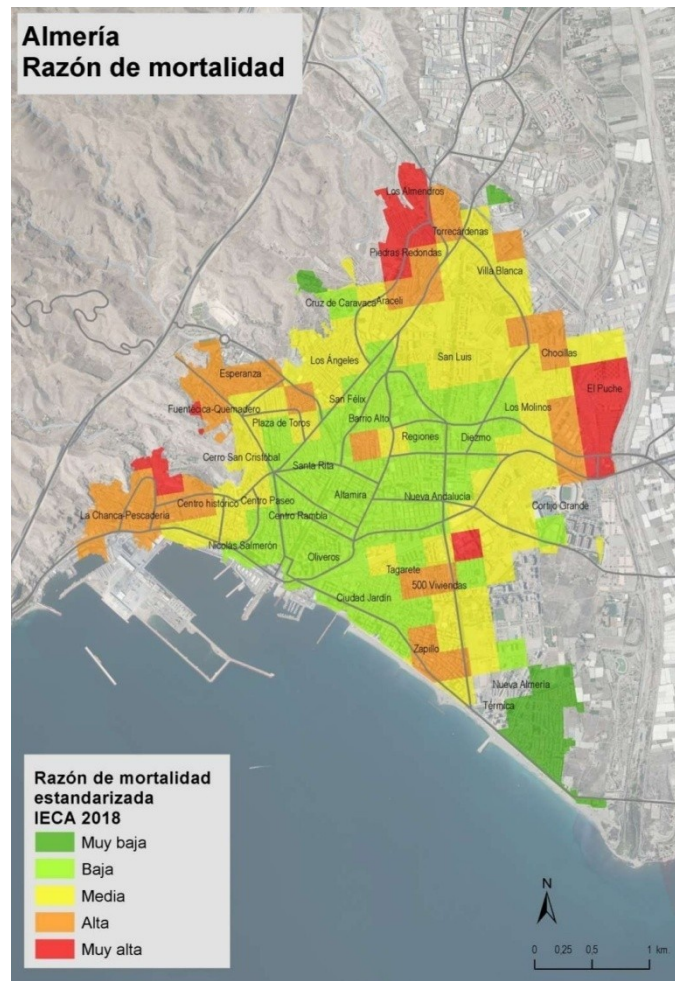 Almería
Razón de mortalidad
Los Almendros
Torrecárdenas
Piedras Redondas
Villa Blanca
Cruz de Caravaca
Araceli
Los Ángeles
San Luis
Chocillas
Esperanza
El Puche
San Félix
Fuentecica-Quemadero
Los Molinos
Plaza de Toros
Barrio Alto
Regiones
Diezmo
Cerro San Cristóbal
Santa Rita
Centro histórico
Centro Paseo
Altamira
Nueva Andalucía
La Chanca-Pescadería
Centro Rambla
Cortijo Grande
Nicolás Salmerón
Oliveros
Tagarete
500 Viviendas
Ciudad Jardín
Zapillo
Nueva Almería
Térmica
Razón de mortalidad
estandarizada
IECA 2018
Muy baja
Baja
Media
Alta
Muy alta
N
0 0,25 0,5 1 km.